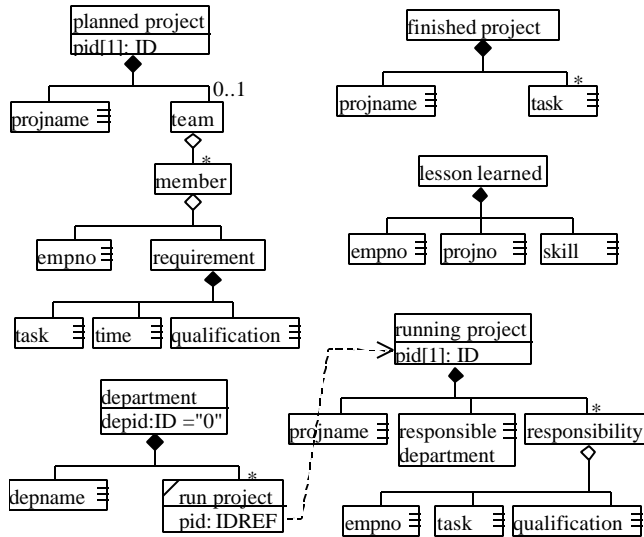 planned project
pid[1]: ID
projname
0..1
team
*
member
empno
requirement
task
time
qualification
finished project
projname
*
task
lesson learned
empno
projno
skill
department
depid:ID ="0"
depname
*
run project
pid: IDREF
running project
pid[1]: ID
projname
responsible
department
*
responsibility
empno
task
qualification